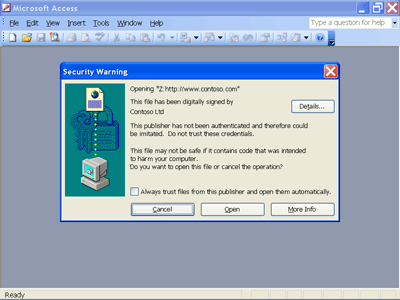 Microsoft Access
File Edit View Insert Tools Window Help
Type a question for help
Security Warning
Opening "Z:http://www.contoso.com"
This file has been digitally signed by
Contoso Ltd
Details...
This publisher has not been authenticated and therefore could
be imitated. Do not trust these credentials.
This file may not be safe if it contains code that was intended
to harm your computer.
Do you want to open this file or cancel the operation?
Always trust files from this publisher and open them automatically.
Cancel Open More Info
Ready